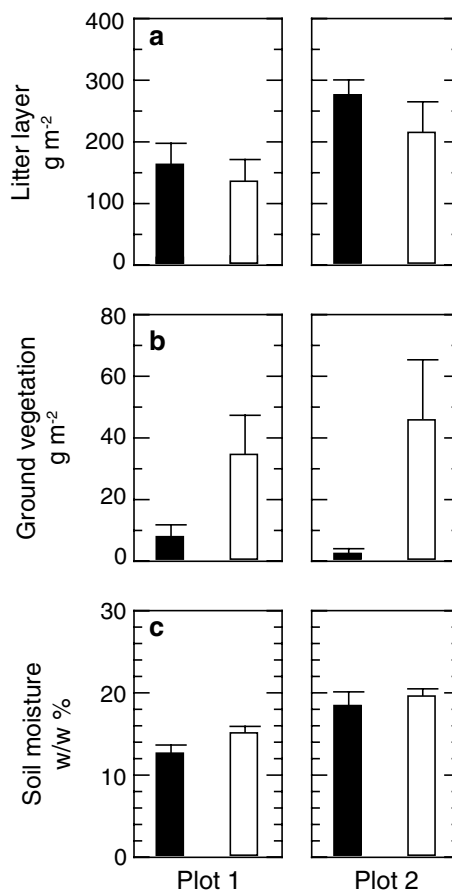 a
Litter layer
g m-2
400
300
200
100
0
b
Ground vegetation
g m-2
80
60
40
20
0
c
Soil moisture
w/w %
30
20
10
0
Plot 1
Plot 2